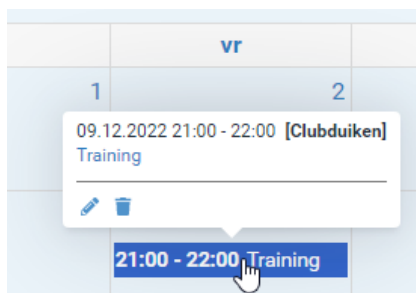 vr
1 2
09.12.2022 21:00 - 22:00 [Clubduiken]
Training
21:00 - 22:00 Training